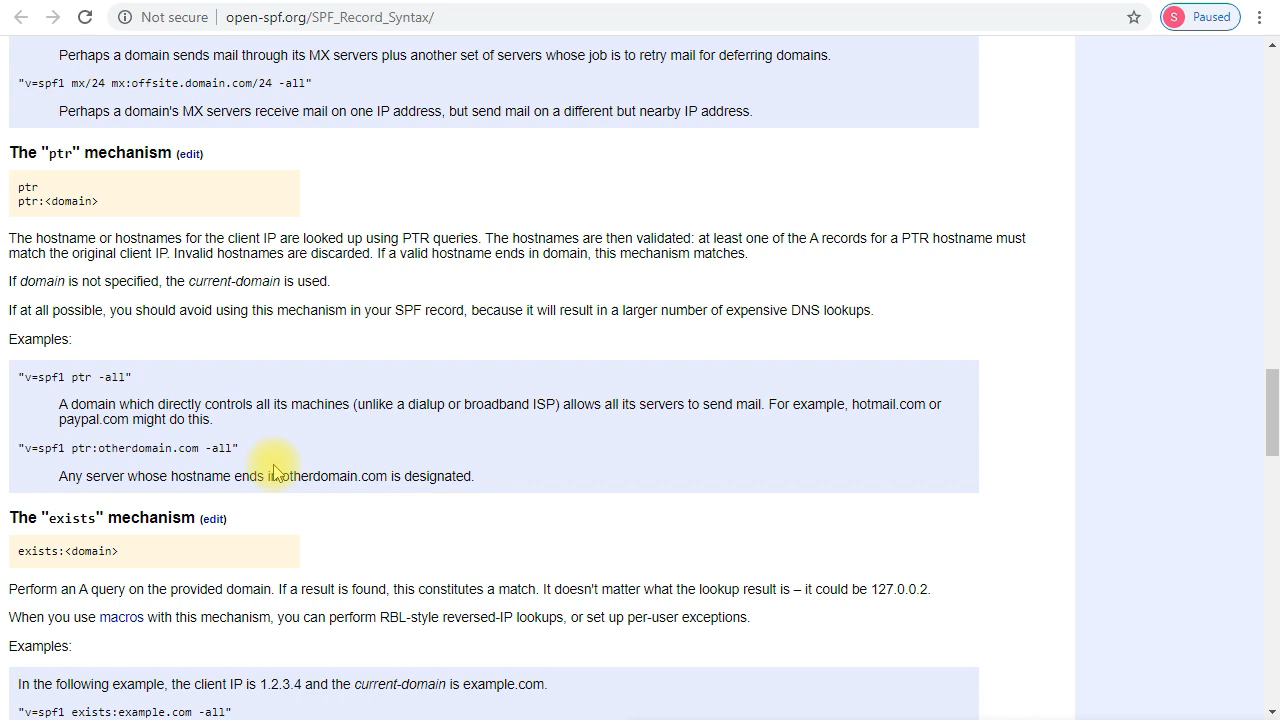 Not secure
open-spf.org/SPF_Record_Syntax/
S
Paused
Perhaps a domain sends mail through its MX servers plus another set of servers whose job is to retry mail for deferring domains.
"v=spf1 mx/24 mx:offsite.domain.com/24 -all"
Perhaps a domain's MX servers receive mail on one IP address, but send mail on a different but nearby IP address.
The "ptr" mechanism (edit)
ptr
ptr:<domain>
The hostname or hostnames for the client IP are looked up using PTR queries. The hostnames are then validated: at least one of the A records for a PTR hostname must
match the original client IP. Invalid hostnames are discarded. If a valid hostname ends in domain, this mechanism matches.
If domain is not specified, the current-domain is used.
If at all possible, you should avoid using this mechanism in your SPF record, because it will result in a larger number of expensive DNS lookups.
Examples:
"v=spf1 ptr -all"
A domain which directly controls all its machines (unlike a dialup or broadband ISP) allows all its servers to send mail. For example, hotmail.com or
paypal.com might do this.
"v=spf1 ptr:otherdomain.com -all"
Any server whose hostname ends in otherdomain.com is designated.
The "exists" mechanism (edit)
exists:<domain>
Perform an A query on the provided domain. If a result is found, this constitutes a match. It doesn't matter what the lookup result is – it could be 127.0.0.2.
When you use macros with this mechanism, you can perform RBL-style reversed-IP lookups, or set up per-user exceptions.
Examples:
In the following example, the client IP is 1.2.3.4 and the current-domain is example.com.
"v=spf1 exists:example.com -all"